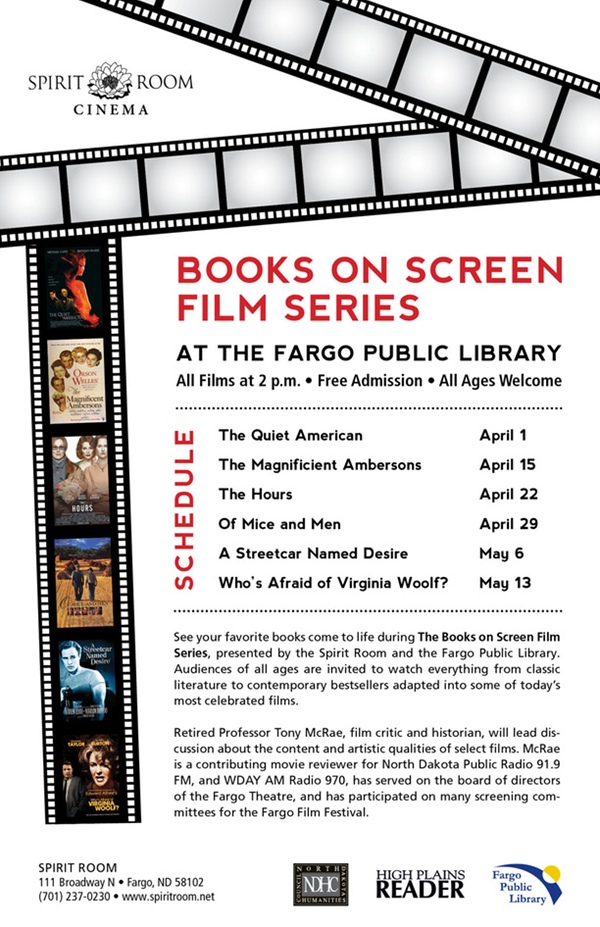 SPIRIT ROOM
CINEMA
BOOKS ON SCREEN
FILM SERIES
AT THE FARGO PUBLIC LIBRARY
All Films at 2 p.m. • Free Admission • All Ages Welcome
SCHEDULE
The Quiet American April 1
The Magnificient Ambersons April 15
The Hours April 22
Of Mice and Men April 29
A Streetcar Named Desire May 6
Who's Afraid of Virginia Woolf? May 13
See your favorite books come to life during The Books on Screen Film
Series, presented by the Spirit Room and the Fargo Public Library.
Audiences of all ages are invited to watch everything from classic
literature to contemporary bestsellers adapted into some of today's
most celebrated films.
Retired Professor Tony McRae, film critic and historian, will lead dis-
cussion about the content and artistic qualities of select films. McRae
is a contributing movie reviewer for North Dakota Public Radio 91.9
FM, and WDAY AM Radio 970, has served on the board of directors
of the Fargo Theatre, and has participated on many screening com-
mittees for the Fargo Film Festival.
THE QUIET AMERICAN
ORSON
WELLES'
The
Magnificent
Ambersons
THE
HOURS
A
Streetcar
Named
Desire
TAYLOR BURTON
VIRGINIA
WOOLF?
SPIRIT ROOM
111 Broadway N • Fargo, ND 58102
(701) 237-0230 • www.spiritroom.net
NORTH
DAKOTA
COUNCIL
HUMANITIES
NDHC
HIGH PLAINS
READER
Fargo
Public
Library